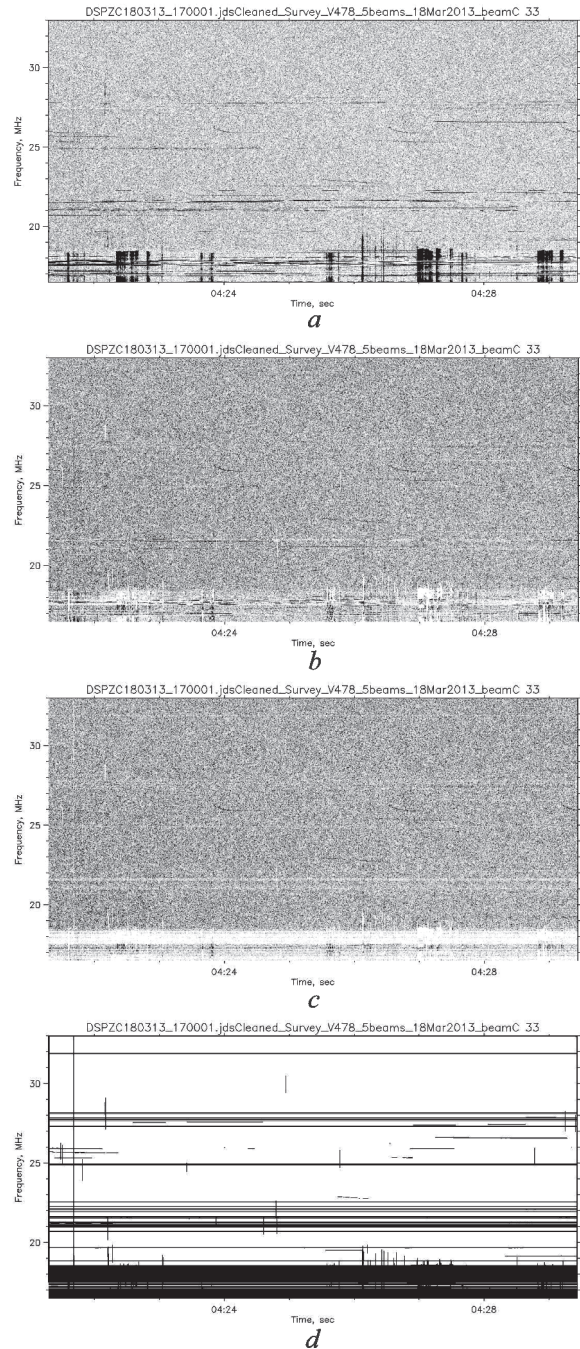 DSPZC180313_170001.jdsCleaned_Survey_V478_5beams_18Mar2013_beamC 33
Frequency, MHz
30
25
20
04:24
04:28
Time, sec
a
DSPZC180313_170001.jdsCleaned_Survey_V478_5beams_18Mar2013_beamC 33
Frequency, MHz
30
25
20
04:24
04:28
Time, sec
b
DSPZC180313_170001.jdsCleaned_Survey_V478_5beams_18Mar2013_beamC 33
Frequency, MHz
30
25
20
04:24
04:28
Time, sec
c
DSPZC180313_170001.jdsCleaned_Survey_V478_5beams_18Mar2013_beamC 33
Frequency, MHz
30
25
20
04:24
04:28
Time, sec
d